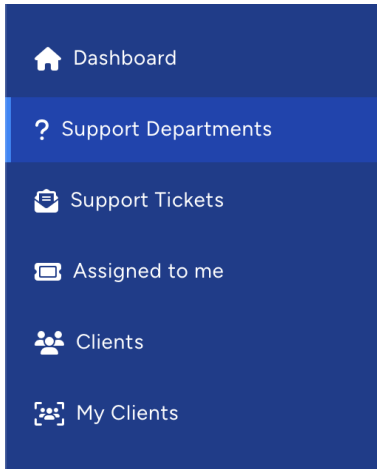 Dashboard
Support Departments
Support Tickets
Assigned to me
Clients
My Clients